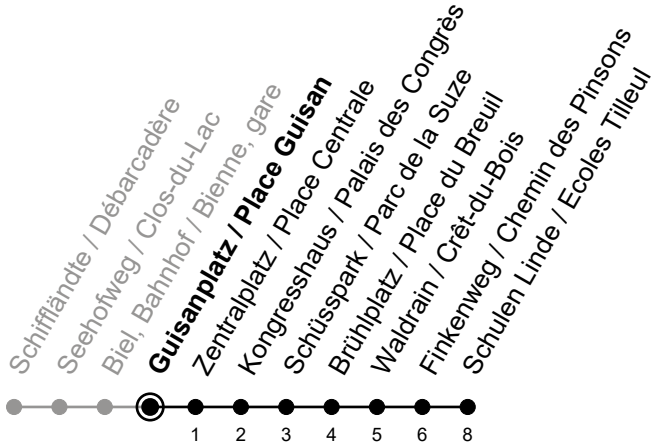 Schiffländte / Débarcadère
Seehofweg / Clos-du-Lac
Biel, Bahnhof / Bienne, gare
Guisanplatz / Place Guisan
Zentralplatz / Place Centrale
Kongresshaus / Palais des Congrès
Schüsspark / Parc de la Suze
Brühlplatz / Place du Breuil
Waldrain / Crêt-du-Bois
Finkenweg / Chemin des Pinsons
Schulen Linde / Ecoles Tilleul
1 2 3 4 5 6 8